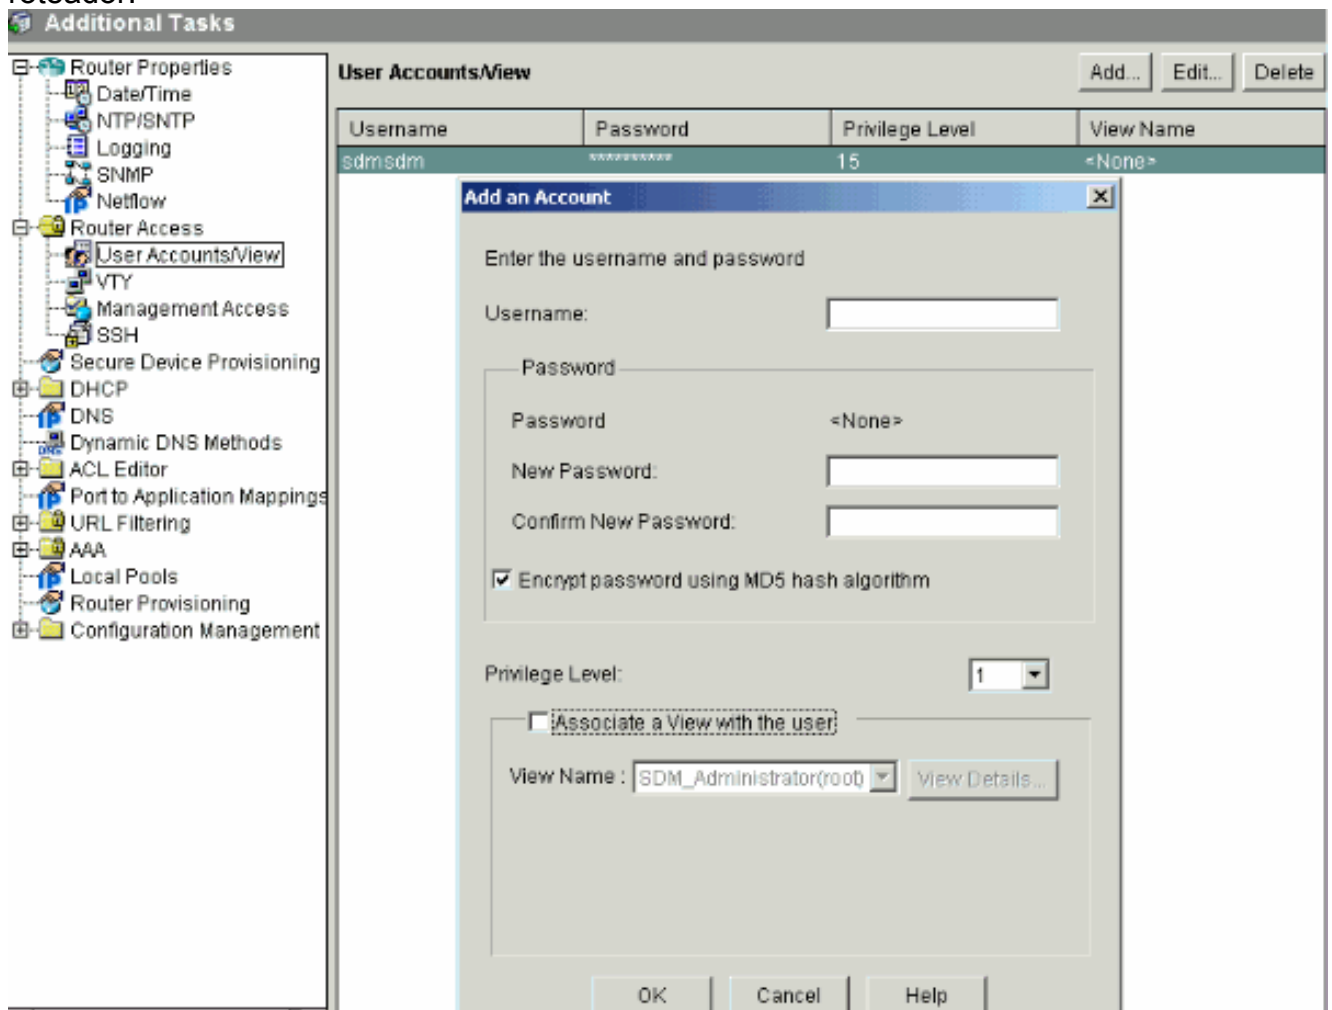 Additional Tasks
Router Properties
Date/Time
NTP/SNTP
Logging
SNMP
Netflow
Router Access
User Accounts/View
VTY
Management Access
SSH
Secure Device Provisioning
DHCP
DNS
Dynamic DNS Methods
ACL Editor
Port to Application Mappings
URL Filtering
AAA
Local Pools
Router Provisioning
Configuration Management
User Accounts/View
Add... Edit... Delete
Username Password Privilege Level View Name
sdmsdm ********** 15 <None>
Add an Account
Enter the username and password
Username:
Password
Password <None>
New Password:
Confirm New Password:
Encrypt password using MD5 hash algorithm
Privilege Level: 1
Associate a View with the user
View Name : SDM_Administrator(root) View Details...
OK Cancel Help